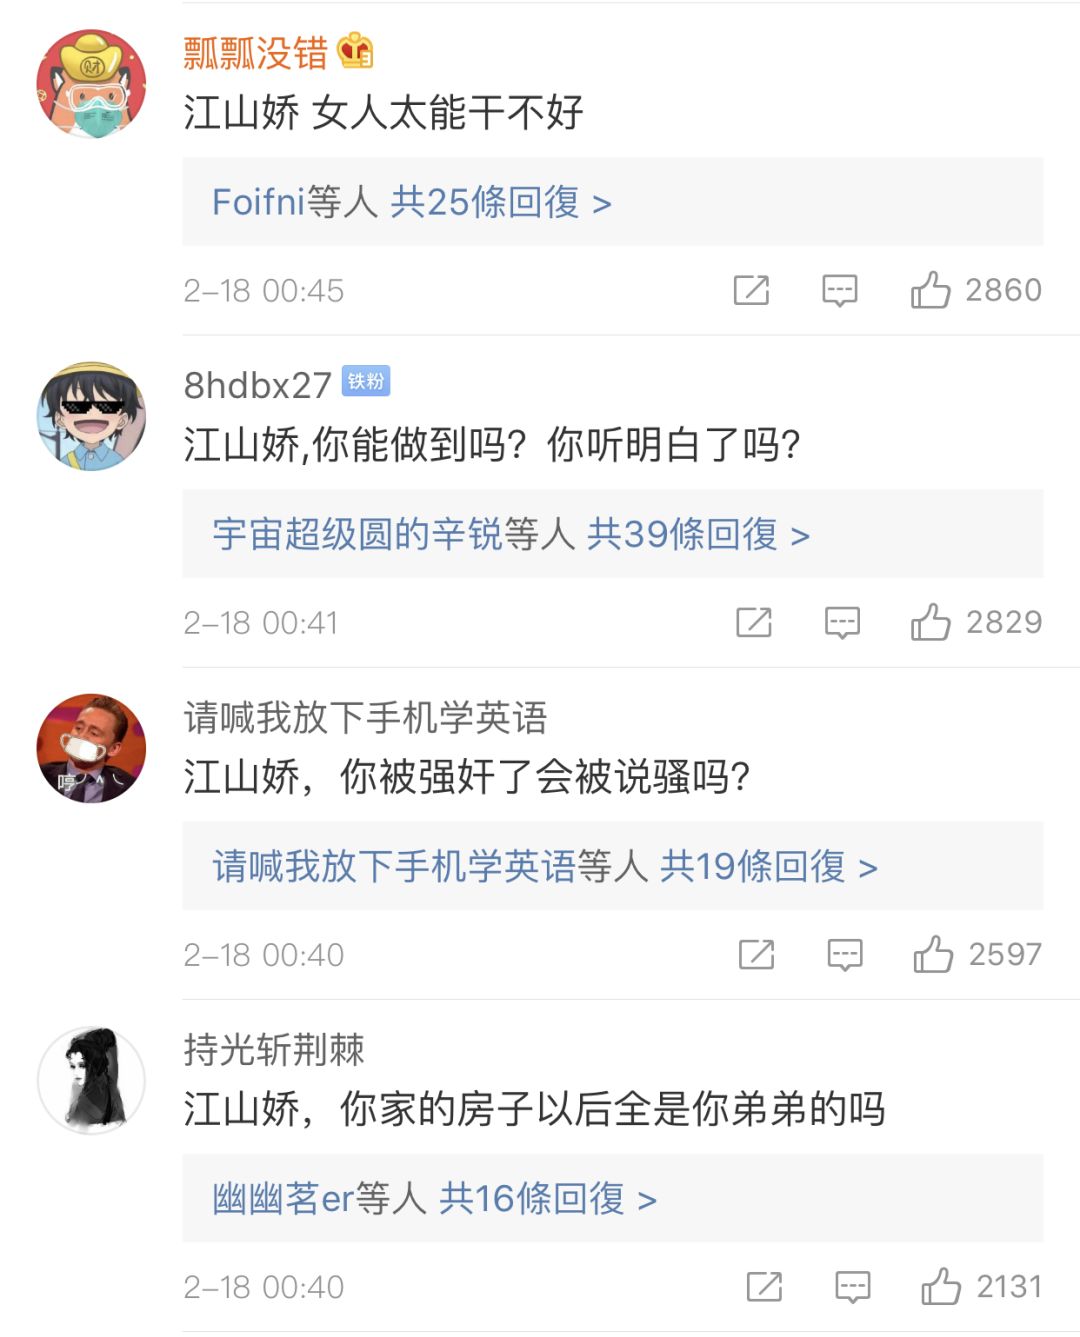 瓢瓢没错
江山娇 女人太能干不好
Foifni等人 共25條回復 >
2-18 00:45
2860
8hdbx27 铁粉
江山娇,你能做到吗？你听明白了吗？
宇宙超级圆的辛锐等人 共39條回復 >
2-18 00:41
2829
请喊我放下手机学英语
江山娇，你被强奸了会被说骚吗？
请喊我放下手机学英语等人 共19條回復 >
2-18 00:40
2597
持光斩荆棘
江山娇，你家的房子以后全是你弟弟的吗
幽幽茗er等人 共16條回復 >
2-18 00:40
2131
财
哼